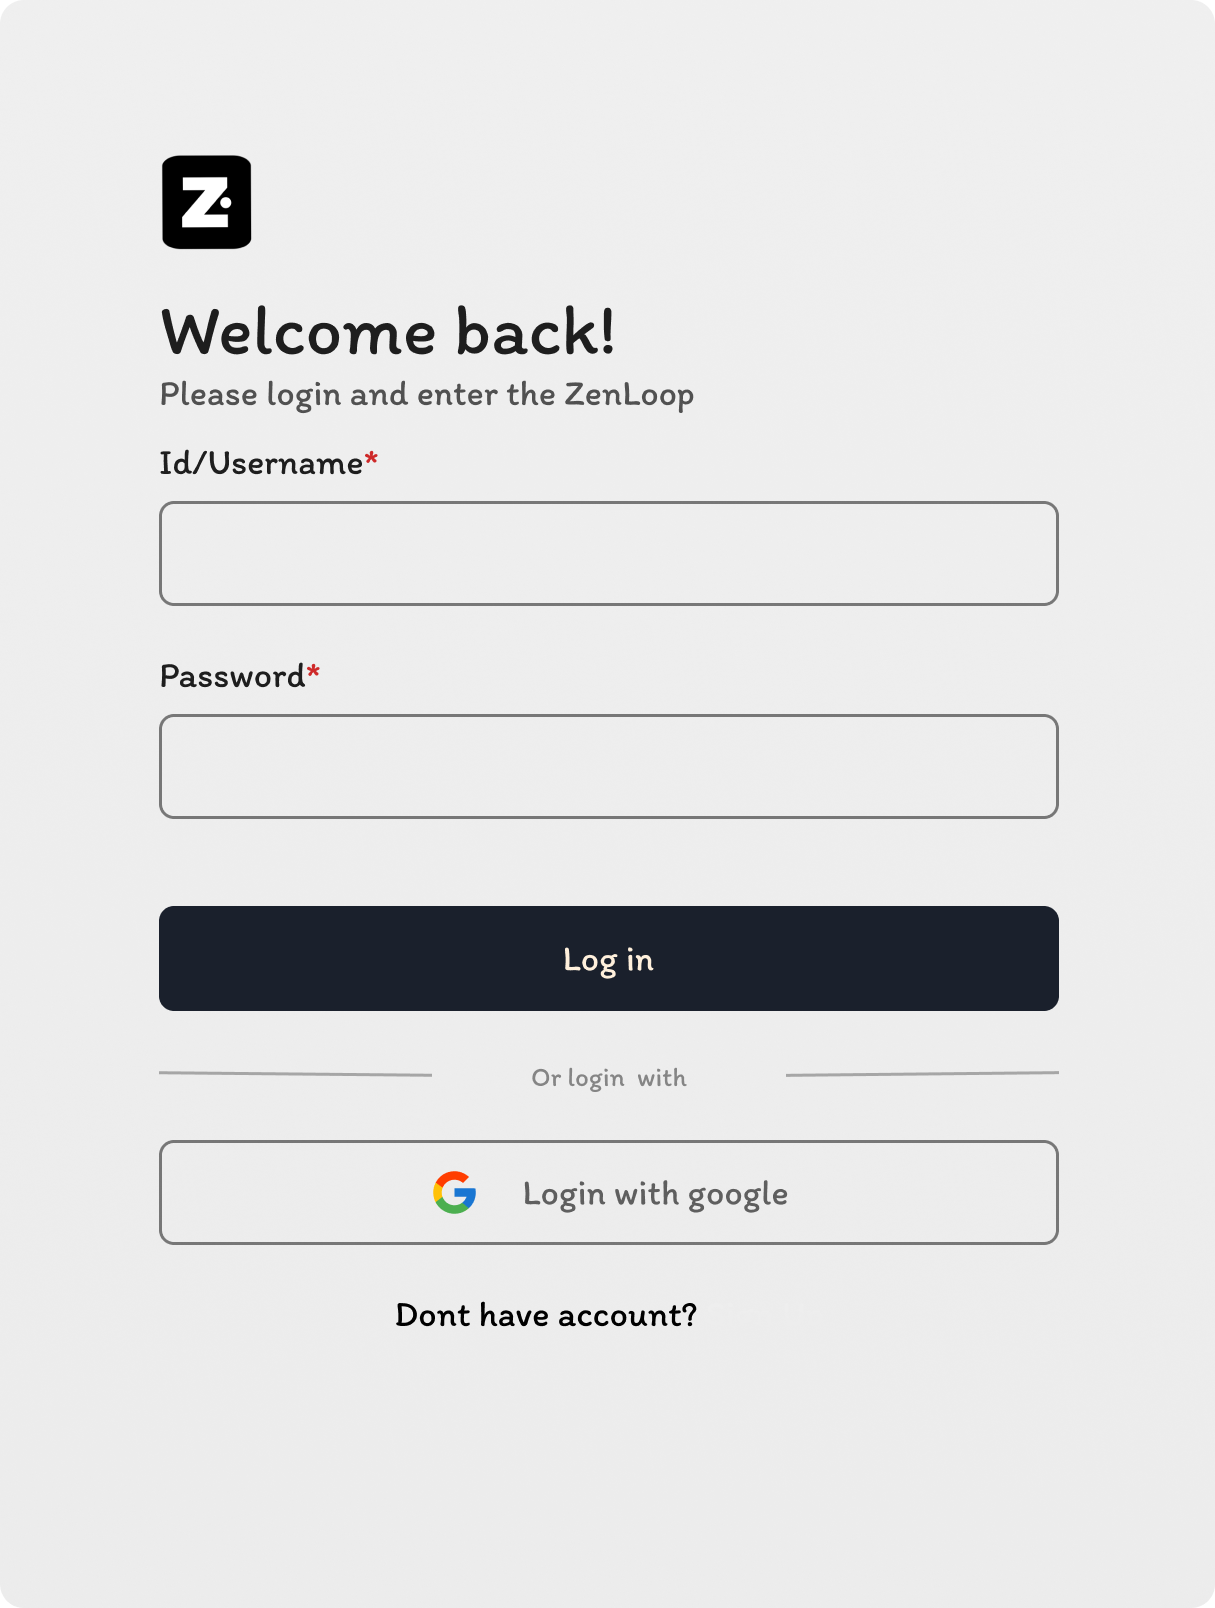 Z
Welcome back!
Please login and enter the ZenLoop
Id/Username*
Password*
Log in
Or login  with
Login with google
Dont have account?